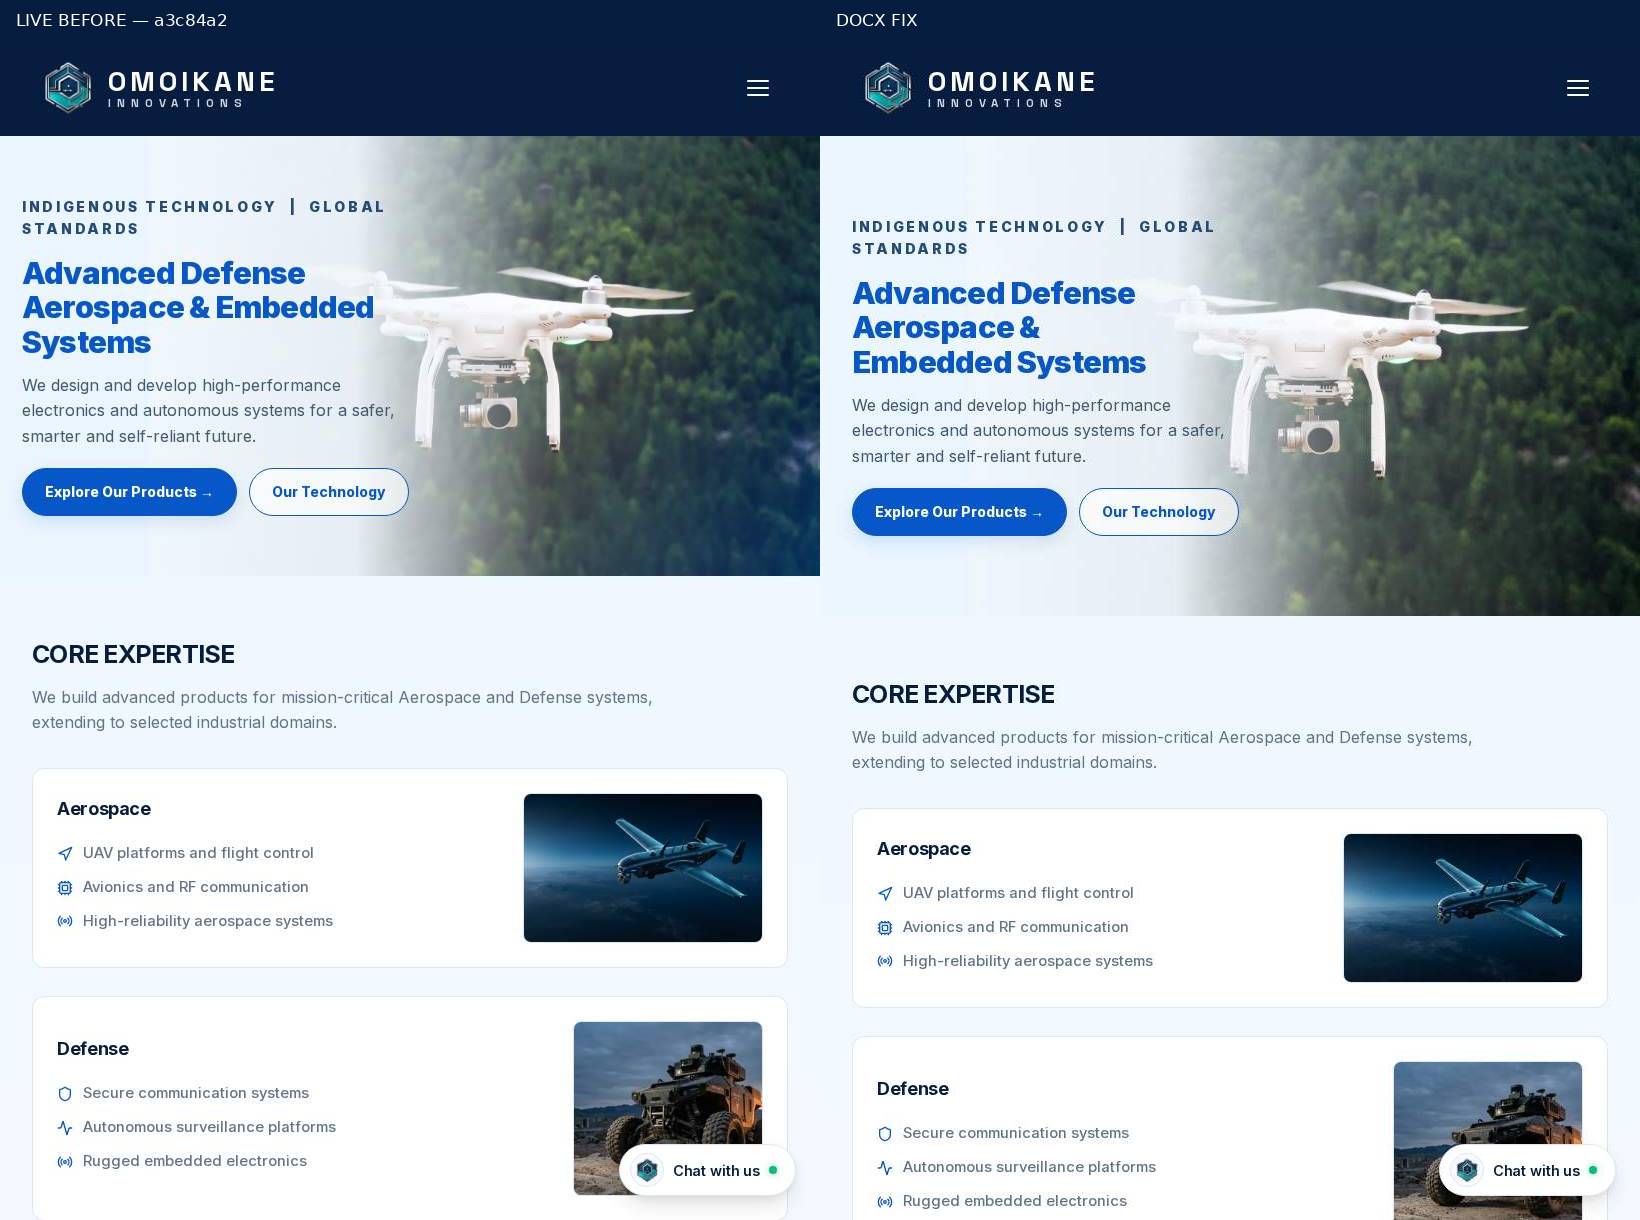 LIVE BEFORE — a3c84a2
OMOIKANE
INNOVATIONS
INDIGENOUS TECHNOLOGY | GLOBAL
STANDARDS
Advanced Defense
Aerospace & Embedded
Systems
We design and develop high-performance
electronics and autonomous systems for a safer,
smarter and self-reliant future.
Explore Our Products →
Our Technology
CORE EXPERTISE
We build advanced products for mission-critical Aerospace and Defense systems,
extending to selected industrial domains.
Aerospace
UAV platforms and flight control
Avionics and RF communication
High-reliability aerospace systems
Defense
Secure communication systems
Autonomous surveillance platforms
Rugged embedded electronics
Chat with us
DOCX FIX
OMOIKANE
INNOVATIONS
INDIGENOUS TECHNOLOGY | GLOBAL
STANDARDS
Advanced Defense
Aerospace &
Embedded Systems
We design and develop high-performance
electronics and autonomous systems for a safer,
smarter and self-reliant future.
Explore Our Products →
Our Technology
CORE EXPERTISE
We build advanced products for mission-critical Aerospace and Defense systems,
extending to selected industrial domains.
Aerospace
UAV platforms and flight control
Avionics and RF communication
High-reliability aerospace systems
Defense
Secure communication systems
Autonomous surveillance platforms
Rugged embedded electronics
Chat with us